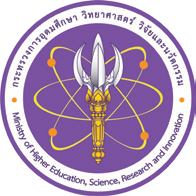 กระทรวงการอุดมศึกษา วิทยาศาสตร์ วิจัยและนวัตกรรม
Ministry of Higher Education, Science, Research and Innovation